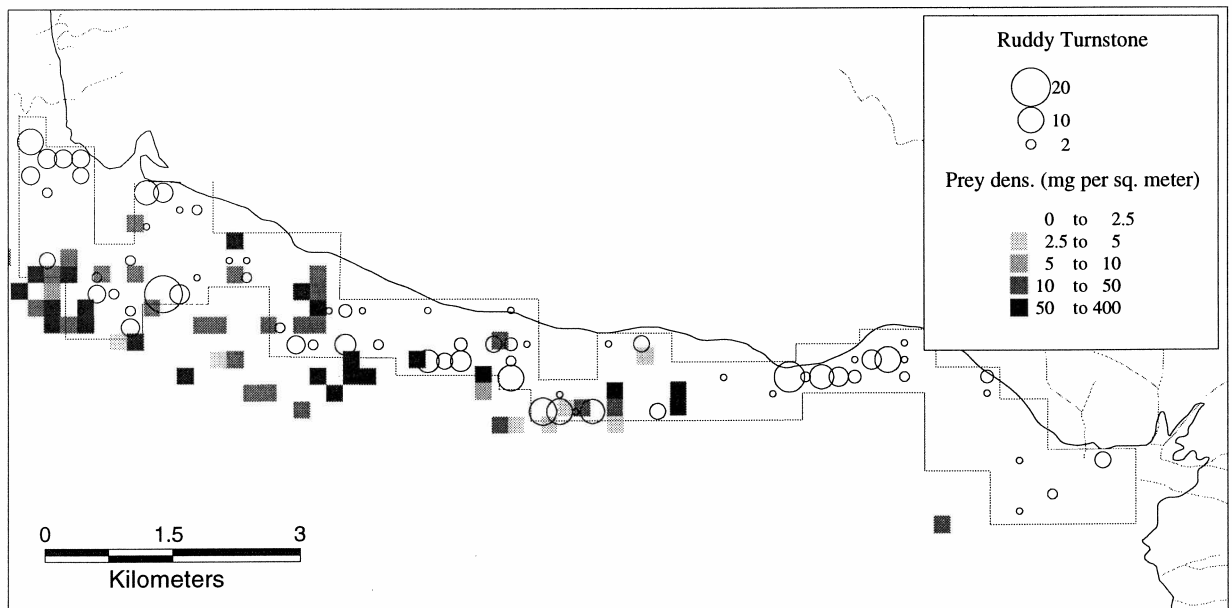 Ruddy Turnstone
20
10
2
Prey dens. (mg per sq. meter)
0 to 2.5
2.5 to 5
5 to 10
10 to 50
50 to 400
0 1.5 3
Kilometers